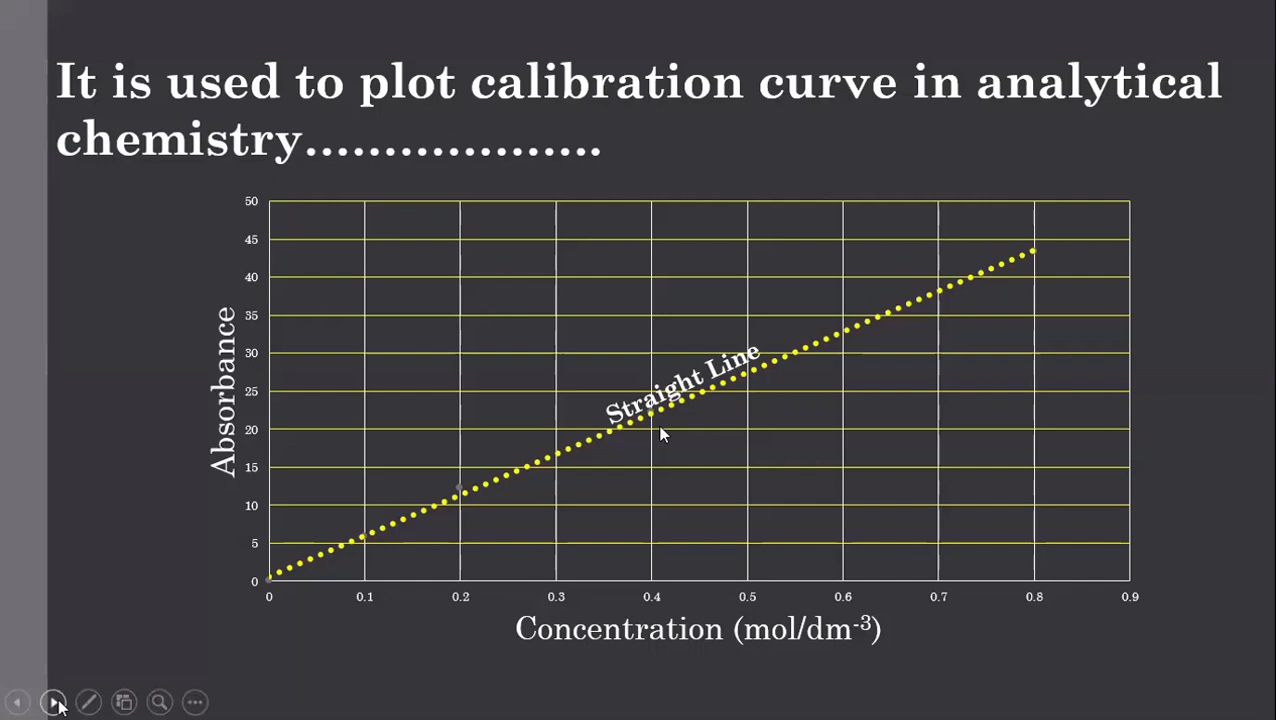 It is used to plot calibration curve in analytical
chemistry...................
50
45
40
35
30
25
20
15
10
5
0
Absorbance
Straight Line
0 0.1 0.2 0.3 0.4 0.5 0.6 0.7 0.8 0.9
Concentration (mol/dm-3)